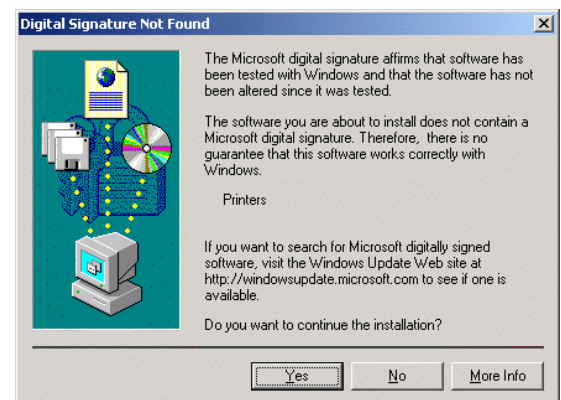 Digital Signature Not Found
The Microsoft digital signature affirms that software has
been tested with Windows and that the software has not
been altered since it was tested.
The software you are about to install does not contain a
Microsoft digital signature. Therefore, there is no
guarantee that this software works correctly with
Windows.
Printers
If you want to search for Microsoft digitally signed
software, visit the Windows Update Web site at
http://windowsupdate.microsoft.com to see if one is
available.
Do you want to continue the installation?
Yes
No
More Info